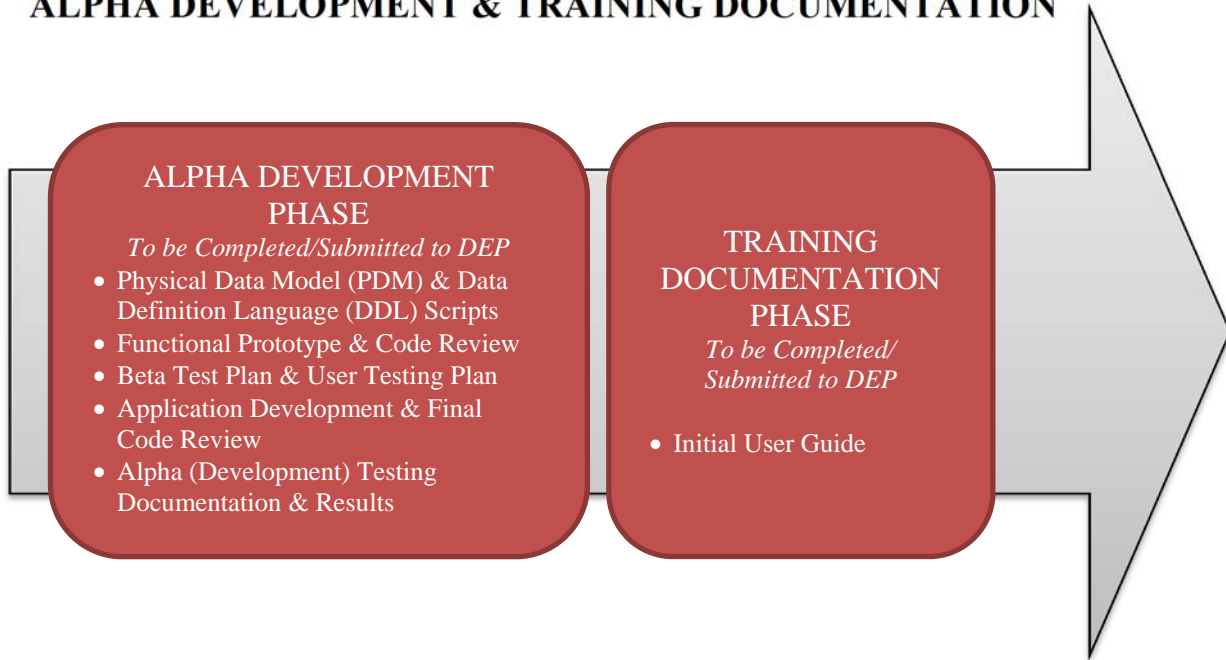 ALPHA DEVELOPMENT & TRAINING DOCUMENTATION
ALPHA DEVELOPMENT
PHASE
To be Completed/Submitted to DEP
• Physical Data Model (PDM) & Data
Definition Language (DDL) Scripts
• Functional Prototype & Code Review
• Beta Test Plan & User Testing Plan
• Application Development & Final
Code Review
• Alpha (Development) Testing
Documentation & Results
TRAINING
DOCUMENTATION
PHASE
To be Completed/
Submitted to DEP
• Initial User Guide